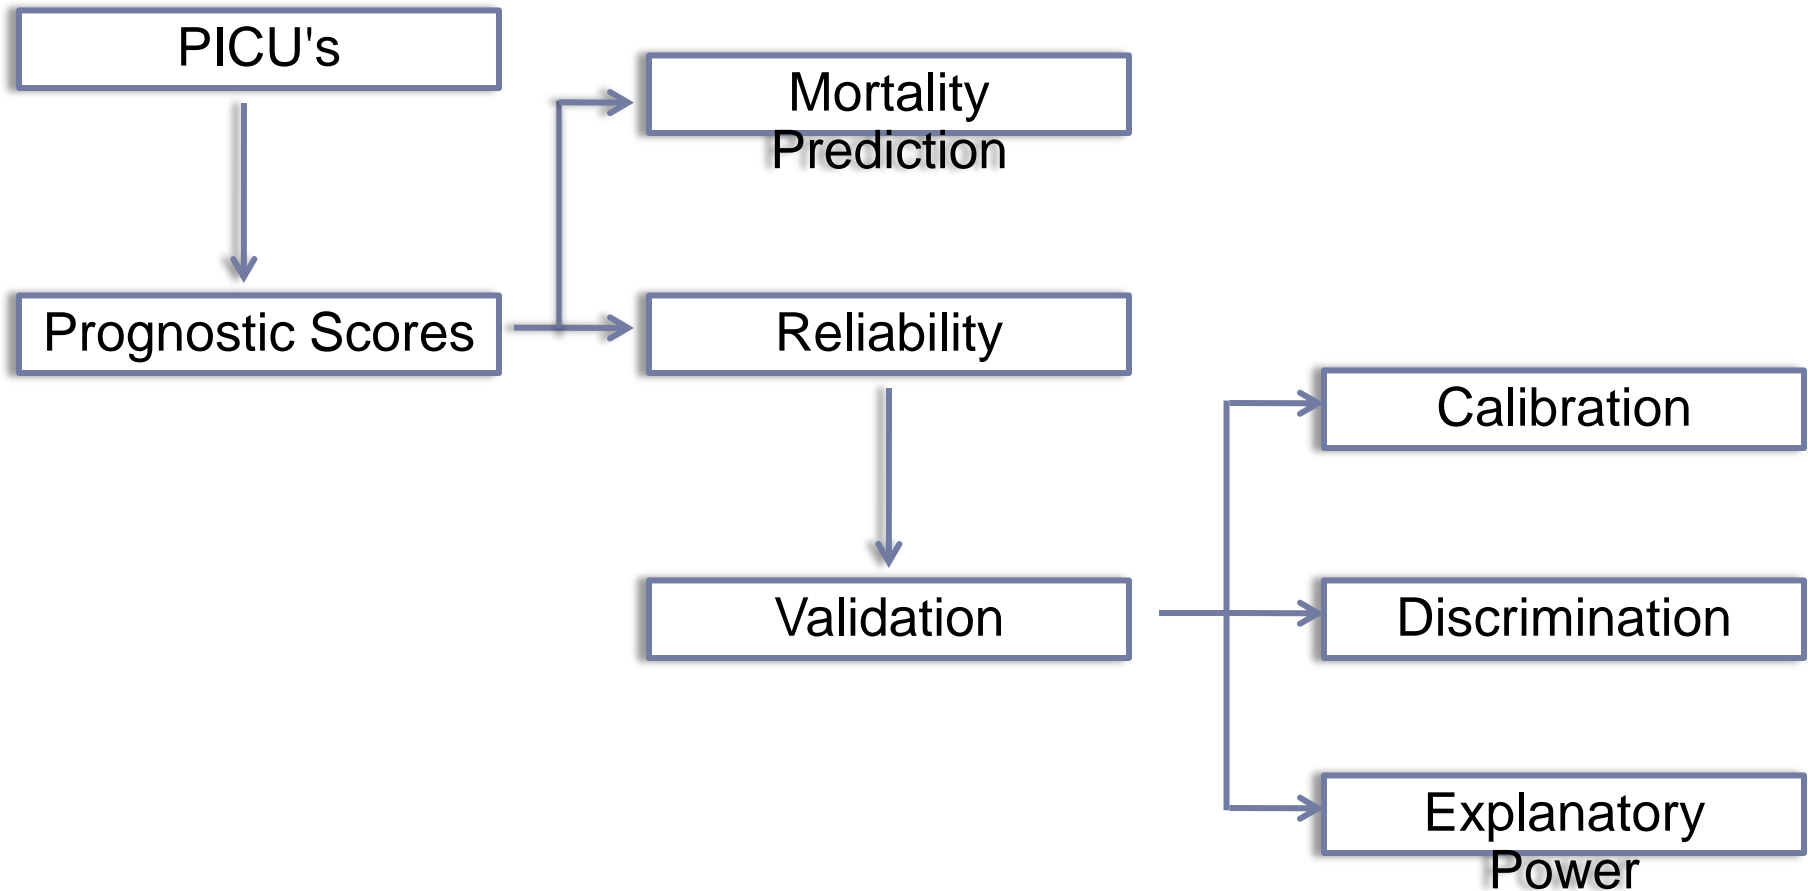 PICU's
Mortality
Prediction
Prognostic Scores
Reliability
Calibration
Validation
Discrimination
Explanatory
Power